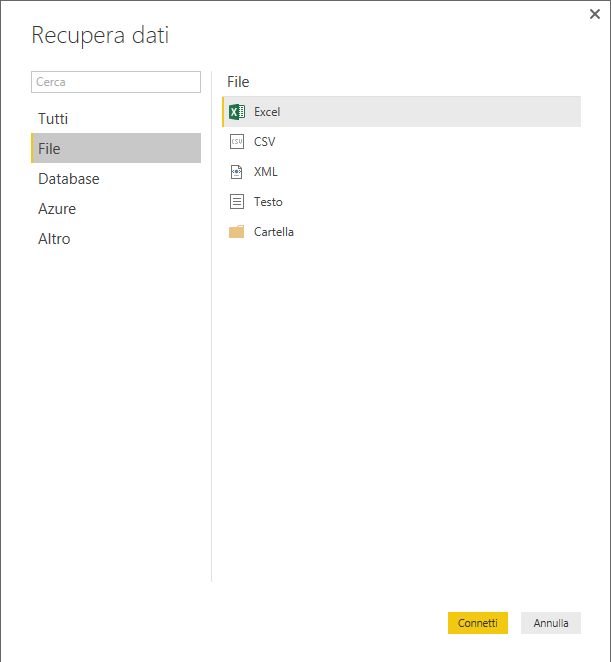 Recupera dati
Cerca
Tutti
File
Database
Azure
Altro
File
Excel
CSV
XML
Testo
Cartella
Connetti
Annulla